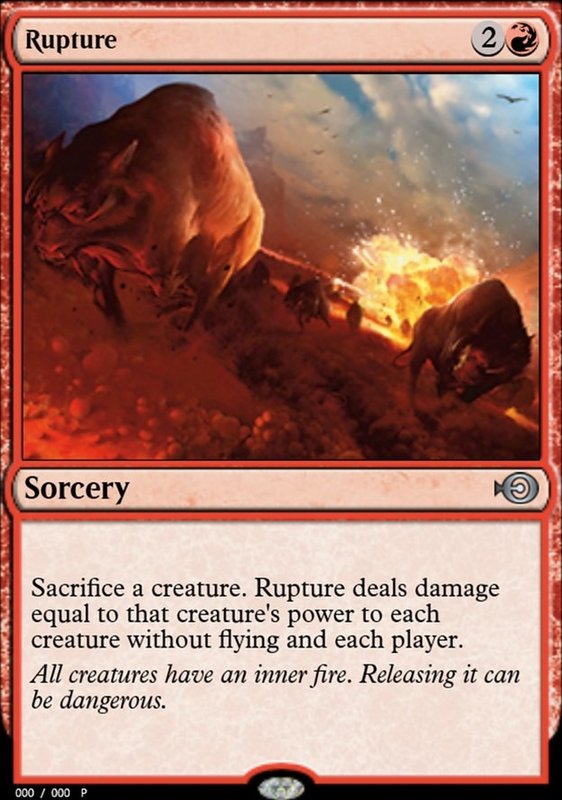 Rupture 2
Sorcery
Sacrifice a creature. Rupture deals damage
equal to that creature's power to each
creature without flying and each player.
All creatures have an inner fire. Releasing it can
be dangerous.
000 / 000 P